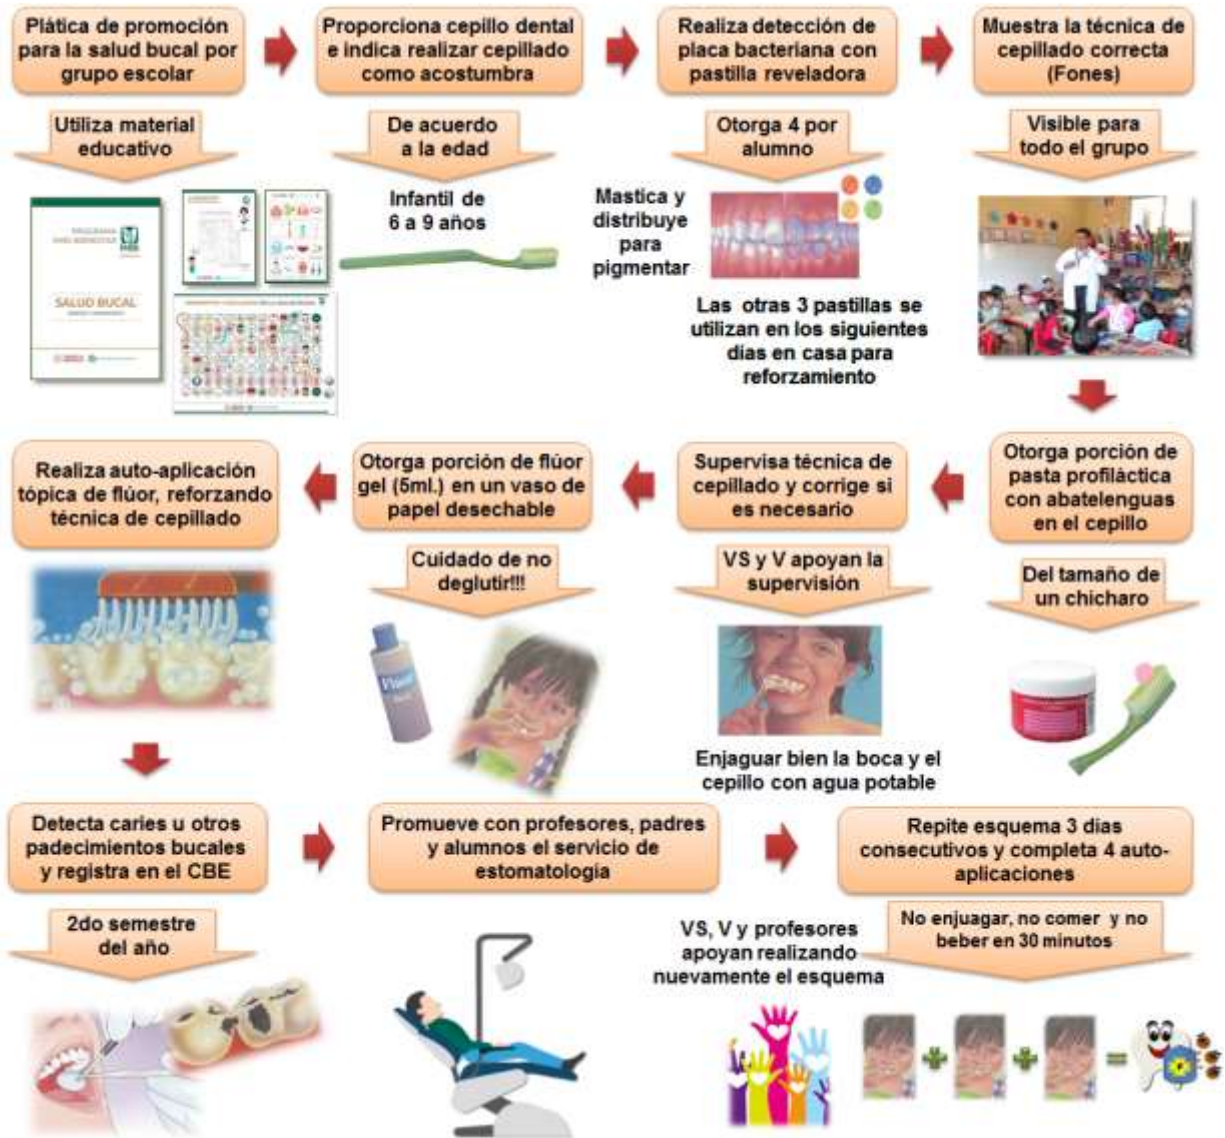 Plática de promoción
para la salud bucal por
grupo escolar
Proporciona cepillo dental
e indica realizar cepillado
como acostumbra
Realiza detección de
placa bacteriana con
pastilla reveladora
Muestra la técnica de
cepillado correcta
(Fones)
Utiliza material
educativo
De acuerdo
a la edad
Otorga 4 por
alumno
Visible para
todo el grupo
SALUD BUCAL
Infantil de
6 a 9 años
Mastica y
distribuye
para
pigmentar
Las otras 3 pastillas se
utilizan en los siguientes
días en casa para
reforzamiento
Otorga porción de
pasta profiláctica
con abatelenguas
en el cepillo
Supervisa técnica de
cepillado y corrige si
es necesario
Otorga porción de flúor
gel (5ml.) en un vaso de
papel desechable
Realiza auto-aplicación
tópica de flúor, reforzando
técnica de cepillado
Del tamaño de
un chicharo
VS y V apoyan la
supervisión
Cuidado de no
deglutir!!!
Flúor
Enjaguar bien la boca y el
cepillo con agua potable
Detecta caries u otros
padecimientos bucales
y registra en el CBE
Promueve con profesores, padres
y alumnos el servicio de
estomatología
Repite esquema 3 días
consecutivos y completa 4 auto-
aplicaciones
2do semestre
del año
VS, V y profesores
apoyan realizando
nuevamente el esquema
No enjuagar, no comer y no
beber en 30 minutos